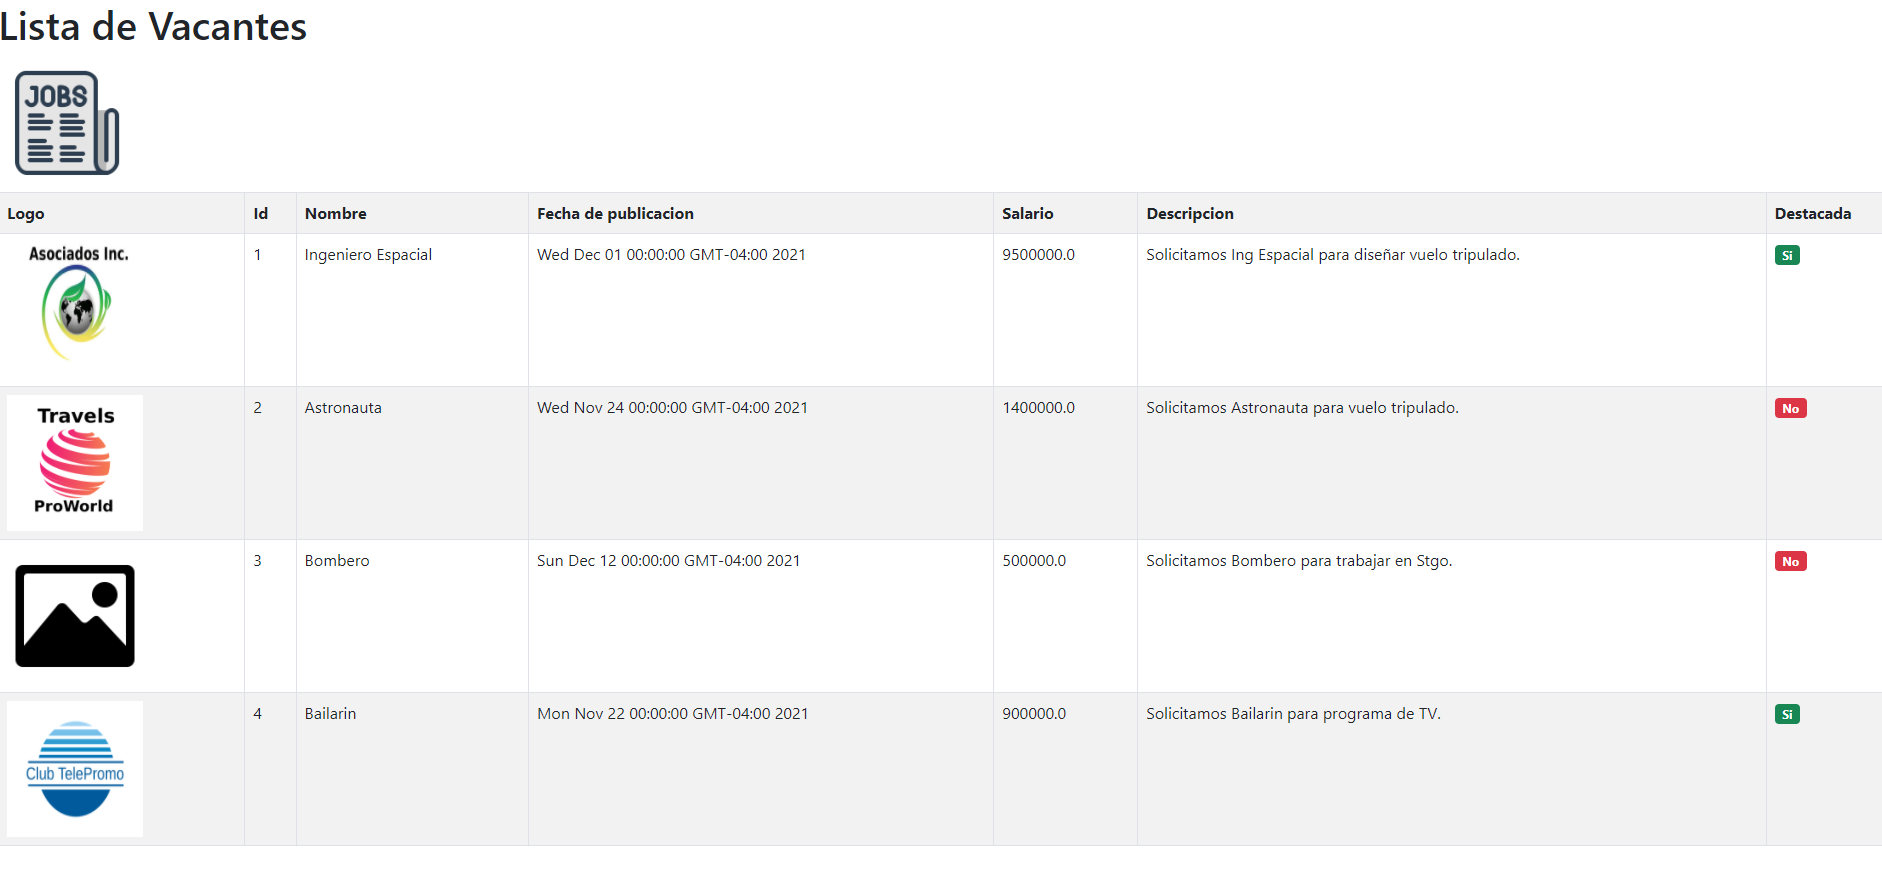 Lista de Vacantes
JOBS
Logo Id Nombre Fecha de publicacion Salario Descripcion Destacada
Asociados Inc.
1 Ingeniero Espacial Wed Dec 01 00:00:00 GMT-04:00 2021 9500000.0 Solicitamos Ing Espacial para diseñar vuelo tripulado. Si
Travels
ProWorld
2 Astronauta Wed Nov 24 00:00:00 GMT-04:00 2021 1400000.0 Solicitamos Astronauta para vuelo tripulado. No
3 Bombero Sun Dec 12 00:00:00 GMT-04:00 2021 500000.0 Solicitamos Bombero para trabajar en Stgo. No
Club TelePromo
4 Bailarin Mon Nov 22 00:00:00 GMT-04:00 2021 900000.0 Solicitamos Bailarin para programa de TV. Si